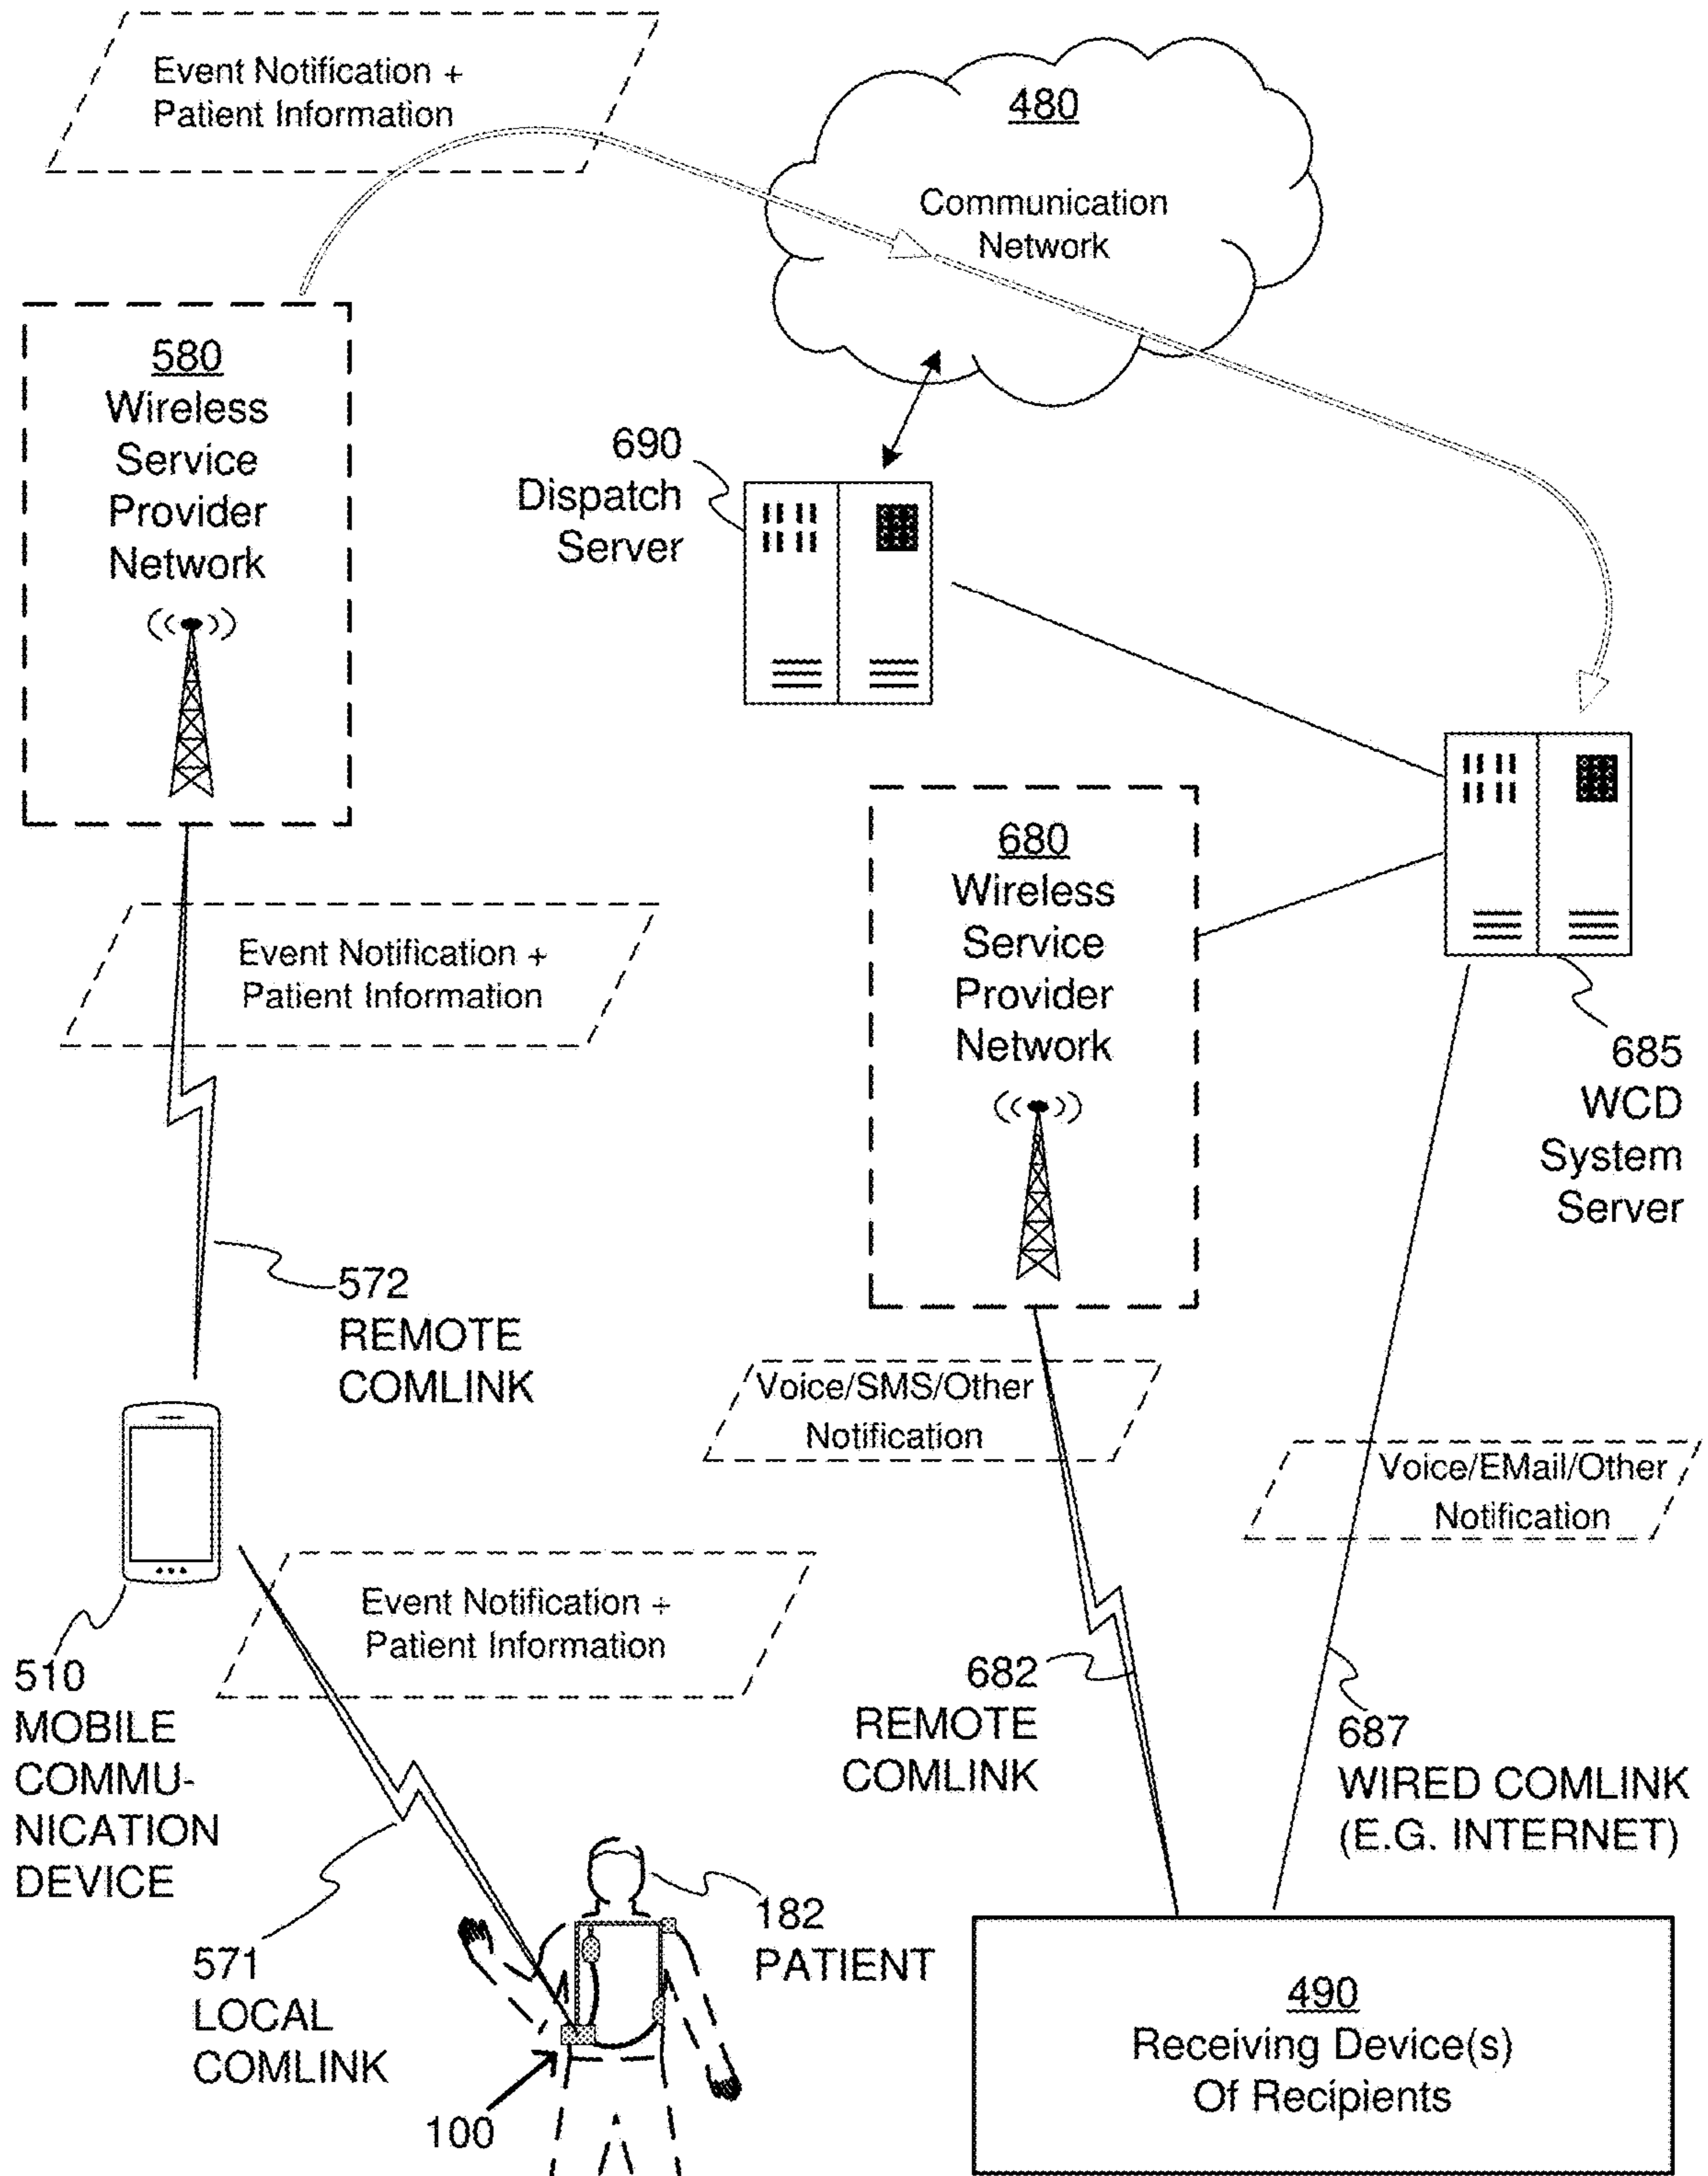 Event Notification +
Patient Information
480
Communication
Network
580
Wireless
Service
Provider
Network
690
Dispatch
Server
680
Wireless
Service
Provider
Network
Event Notification +
Patient Information
685
WCD
System
Server
572
REMOTE
COMLINK
Voice/SMS/Other
Notification
Voice/EMail/Other
Notification
Event Notification +
Patient Information
510
MOBILE
COMMU-
NICATION
DEVICE
682
REMOTE
COMLINK
687
WIRED COMLINK
(E.G. INTERNET)
182
PATIENT
571
LOCAL
COMLINK
100
490
Receiving Device(s)
Of Recipients